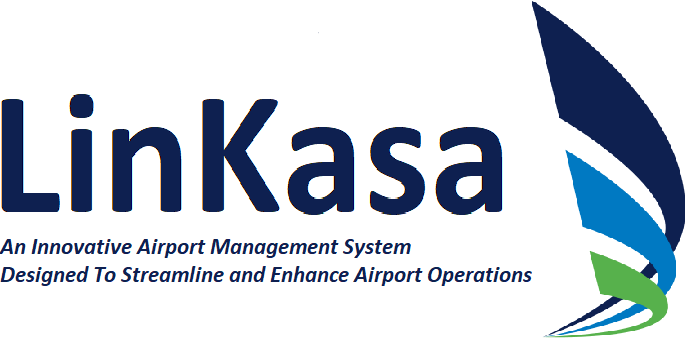 LinKasa
An Innovative Airport Management System
Designed To Streamline and Enhance Airport Operations